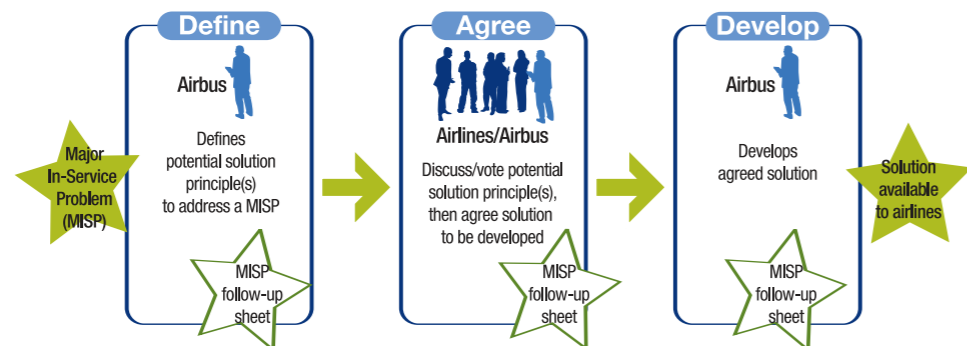 Define
Agree
Develop
Airbus
Airlines/Airbus
Airbus
Major
In-Service
Problem
(MISP)
Defines
potential solution
principle(s)
to address a MISP
Discuss/vote potential
solution principle(s),
then agree solution
to be developed
Develops
agreed solution
Solution
available
to airlines
MISP
follow-up
sheet
MISP
follow-up
sheet
MISP
follow-up
sheet